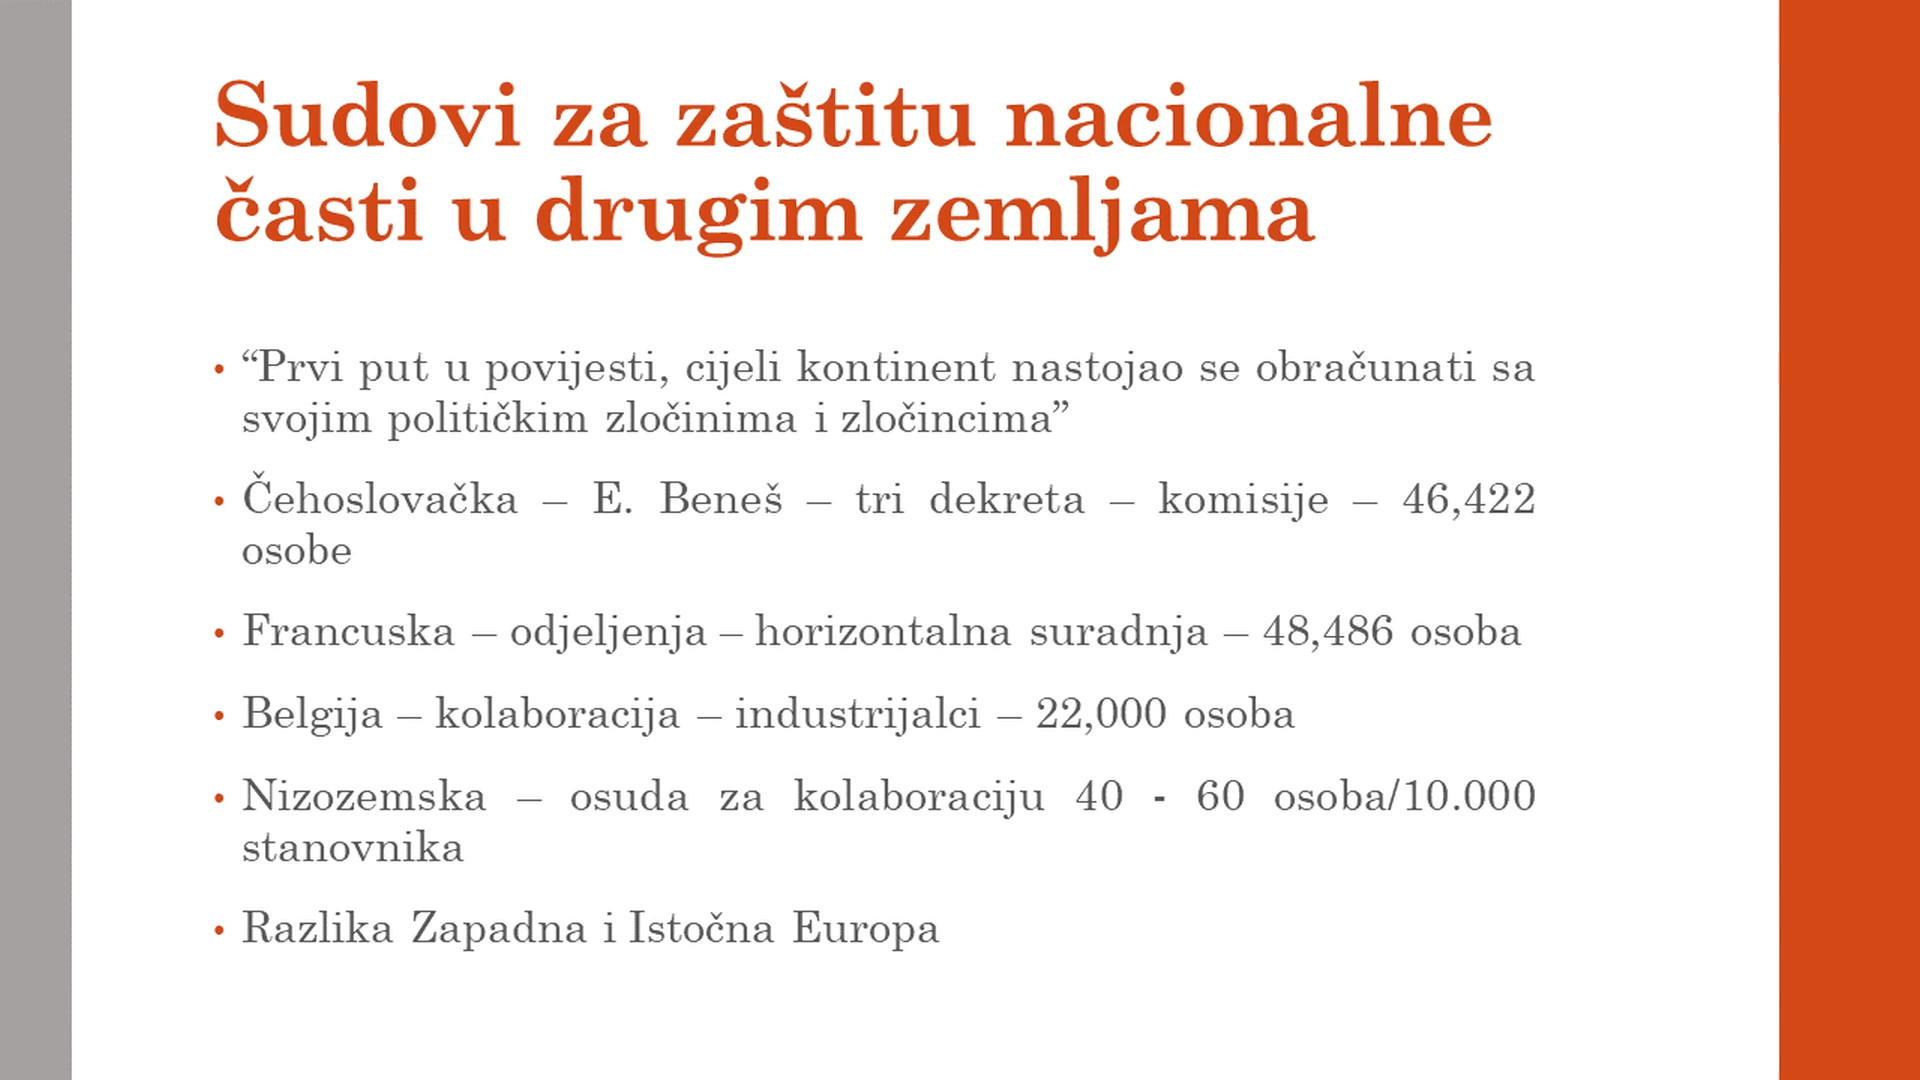 Sudovi za zaštitu nacionalne
časti u drugim zemljama
• “Prvi put u povijesti, cijeli kontinent nastojao se obračunati sa
svojim političkim zločinima i zločincima”
• Čehoslovačka – E. Beneš – tri dekreta – komisije – 46,422
osobe
• Francuska – odjeljenja – horizontalna suradnja – 48,486 osoba
• Belgija – kolaboracija – industrijalci – 22,000 osoba
• Nizozemska – osuda za kolaboraciju 40 - 60 osoba/10.000
stanovnika
• Razlika Zapadna i Istočna Europa